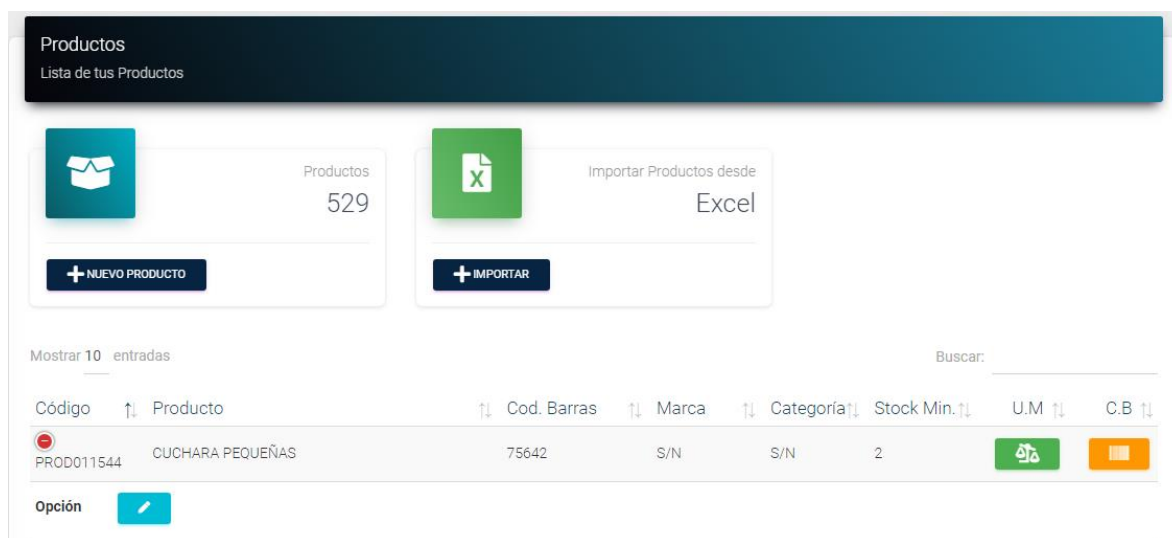 Productos
Lista de tus Productos
Productos
529
NUEVO PRODUCTO
Importar Productos desde
Excel
IMPORTAR
Mostrar 10 entradas
Buscar:
Código Producto Cod. Barras Marca Categoría Stock Min. U.M C.B
PROD011544 CUCHARA PEQUEÑAS 75642 S/N S/N 2
Opción